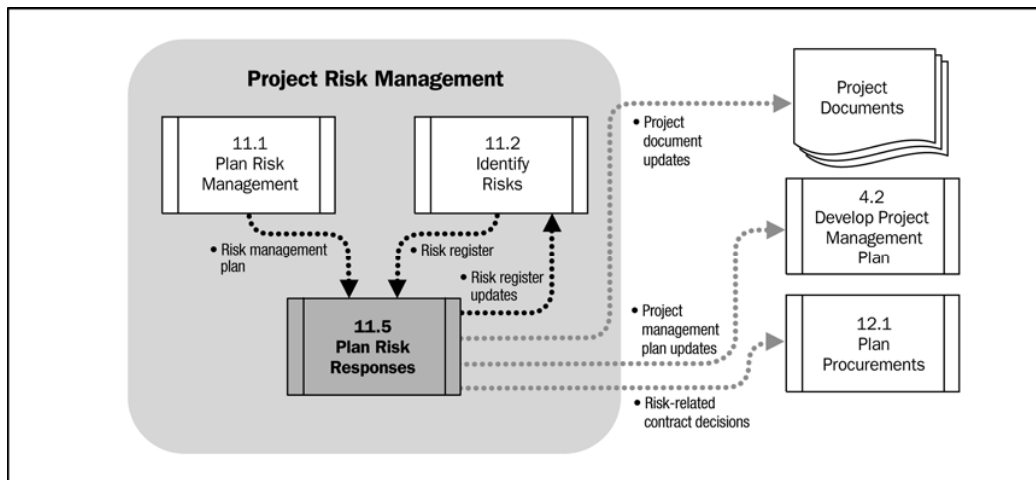 Project Risk Management
11.1
Plan Risk
Management
11.2
Identify
Risks
• Risk management
plan
• Risk register
• Risk register
updates
11.5
Plan Risk
Responses
• Project
document
updates
• Project
management
plan updates
• Risk-related
contract decisions
Project
Documents
4.2
Develop Project
Management
Plan
12.1
Plan
Procurements